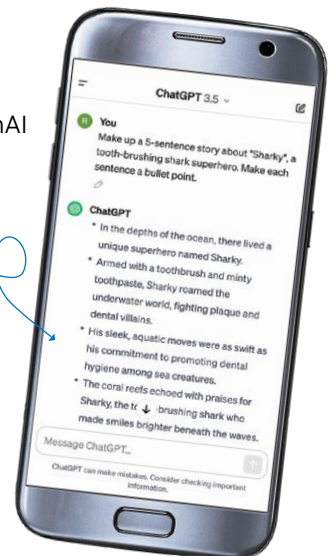 nAI
ChatGPT 3.5
R
You
Make up a 5-sentence story about "Sharky", a
tooth-brushing shark superhero. Make each
sentence a bullet point.
ChatGPT
* In the depths of the ocean, there lived a
unique superhero named Sharky.
* Armed with a toothbrush and minty
toothpaste, Sharky roamed the
underwater world, fighting plaque and
dental villains.
* His sleek, aquatic moves were as swift as
his commitment to promoting dental
hygiene among sea creatures.
* The coral reefs echoed with praises for
Sharky, the -brushing shark who
made smiles brighter beneath the waves.
Message ChatGPT...
ChatGPT can make mistakes. Consider checking important
information.